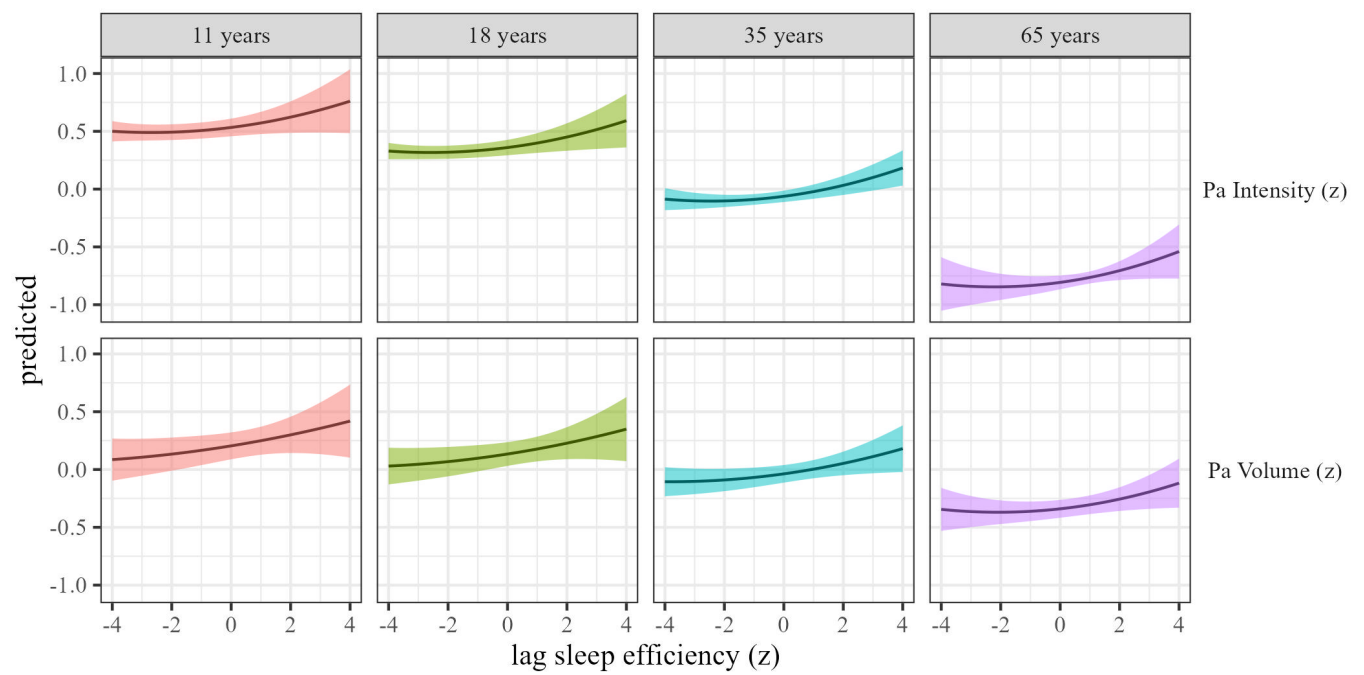 11 years
18 years
35 years
65 years
1.0
0.5
0.0
-0.5
-1.0
Pa Intensity (z)
predicted
1.0
0.5
0.0
-0.5
-1.0
Pa Volume (z)
-4 -2 0 2 4
-4 -2 0 2 4
-4 -2 0 2 4
-4 -2 0 2 4
lag sleep efficiency (z)